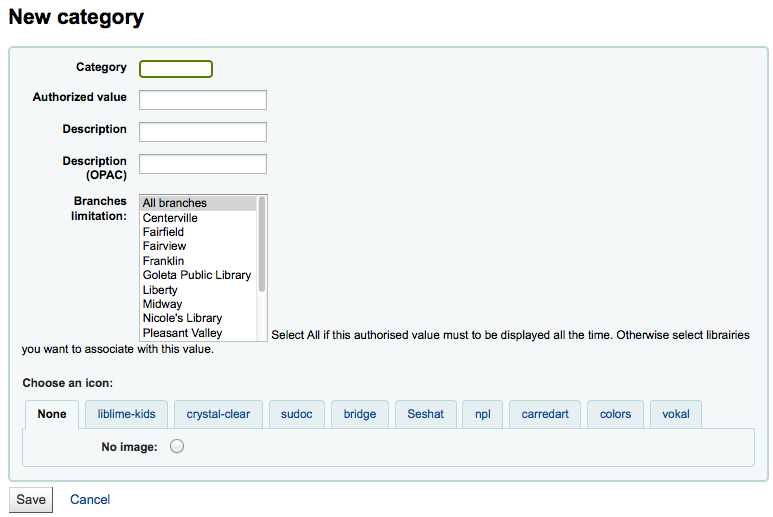 New category
Category
Authorized value
Description
Description
(OPAC)
Branches
limitation:
All branches
Centerville
Fairfield
Fairview
Franklin
Goleta Public Library
Liberty
Midway
Nicole's Library
Pleasant Valley
Select All if this authorised value must to be displayed all the time. Otherwise select librairies
you want to associate with this value.
Choose an icon:
None liblime-kids crystal-clear sudoc bridge Seshat npl carredart colors vokal
No image:
Save Cancel